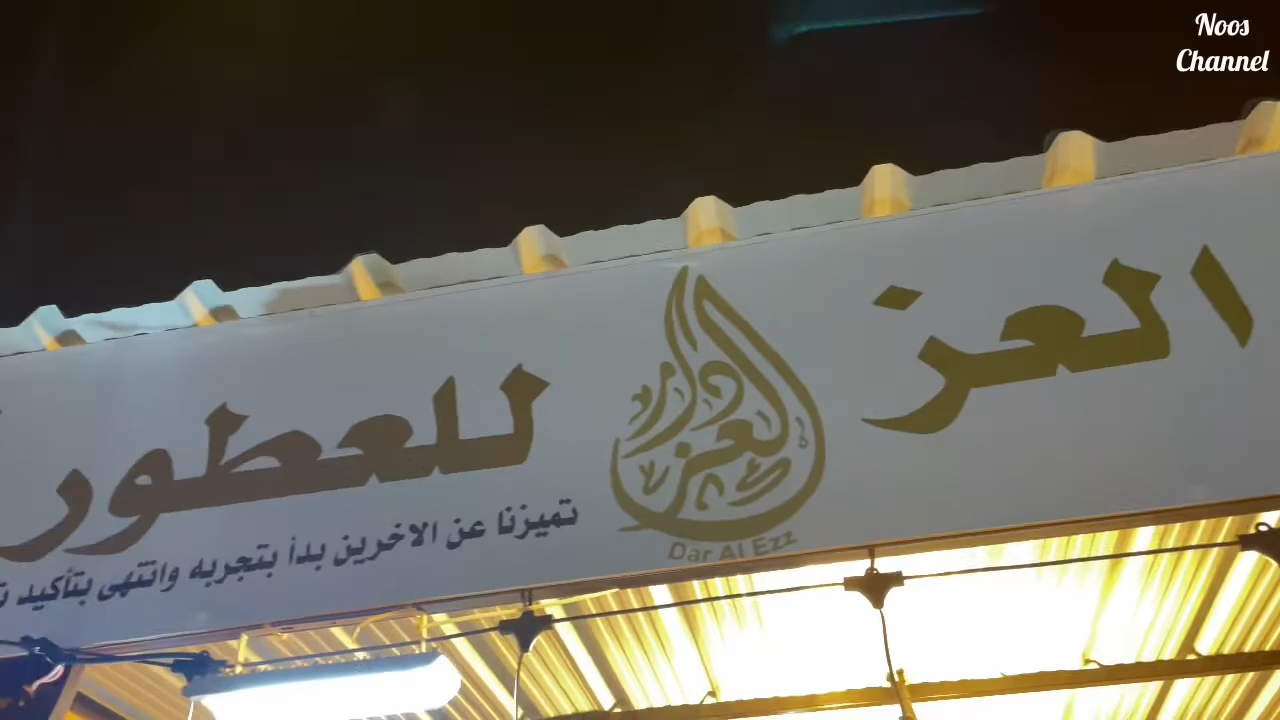 Noos
Channel
العز
دار العز
Dar Al Ezz
للعطور
تميزنا عن الاخرين بدأ بتجربه وانتهى بتأكيد